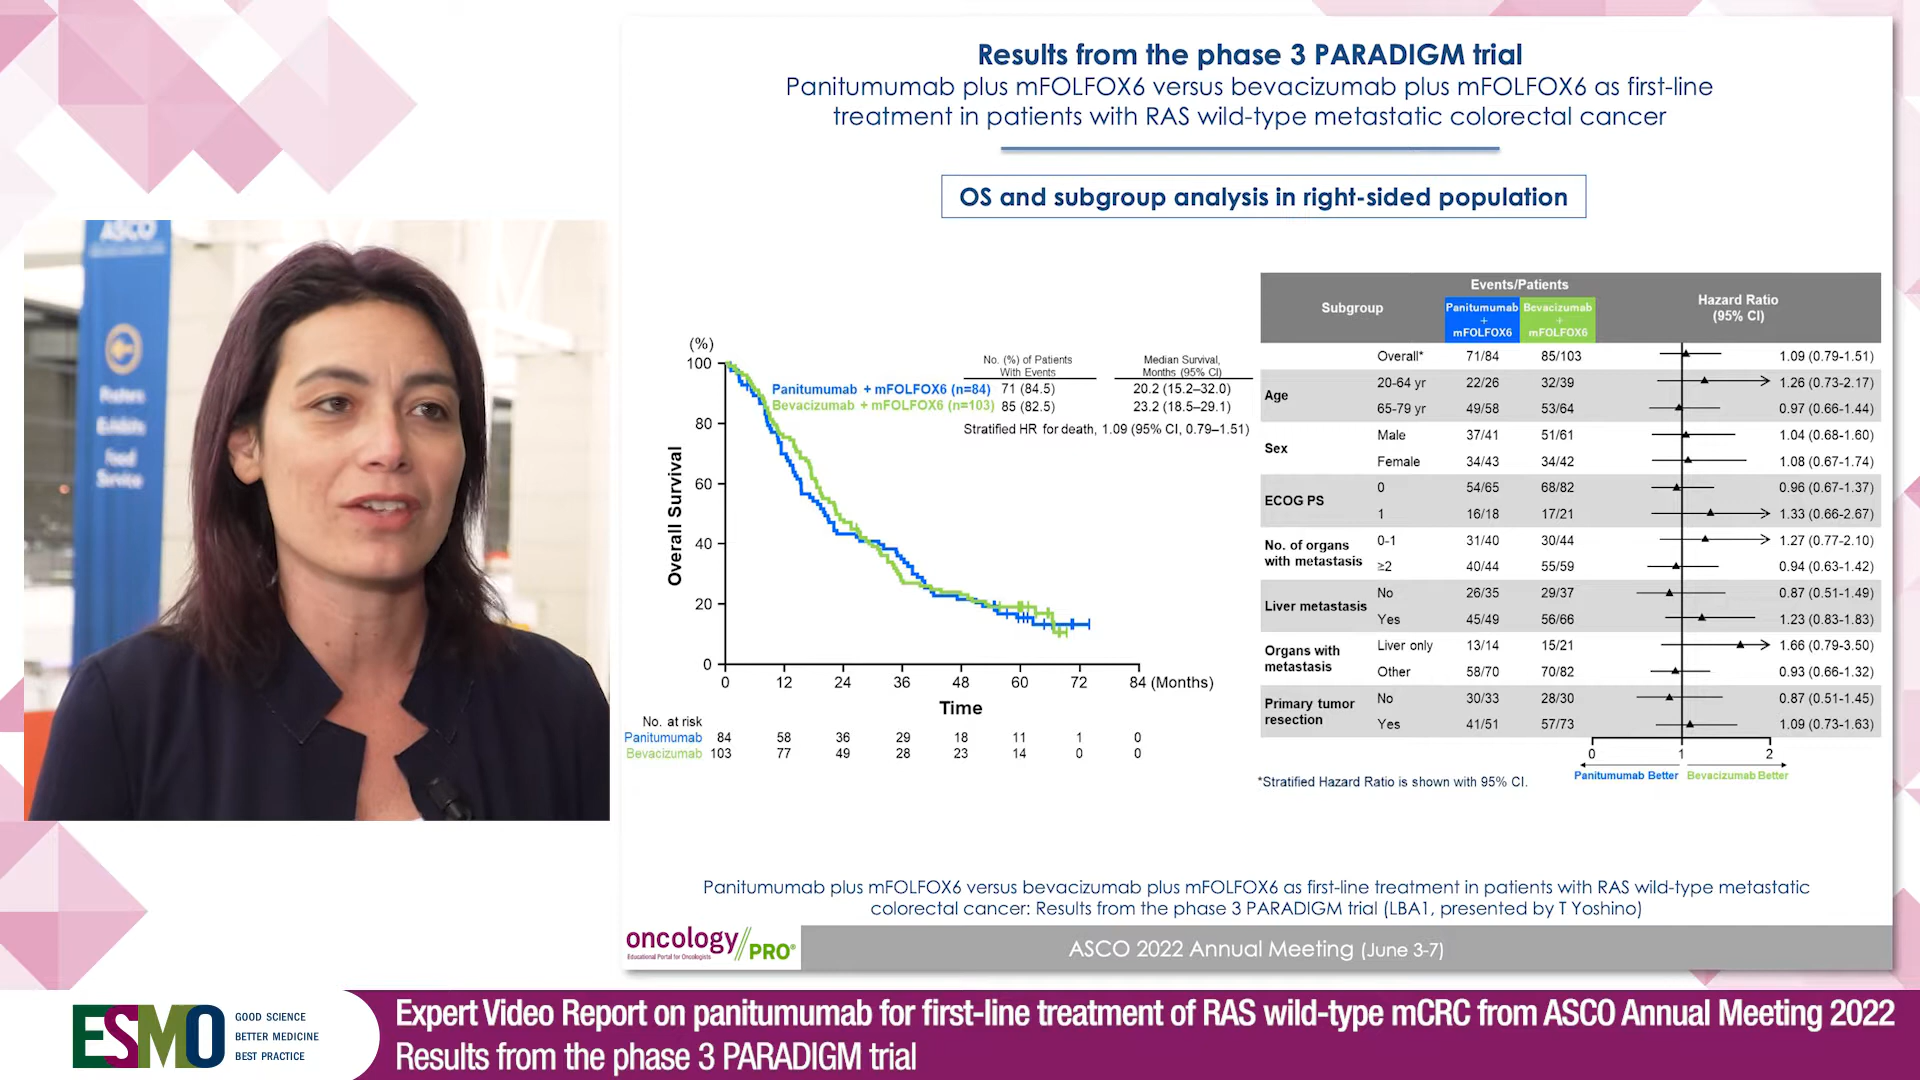 Results from the phase 3 PARADIGM trial
Panitumumab plus mFOLFOX6 versus bevacizumab plus mFOLFOX6 as first-line
treatment in patients with RAS wild-type metastatic colorectal cancer
OS and subgroup analysis in right-sided population
ASCO
Posters
Exhibits
Food
Service
(%)
100
80
60
40
20
0
Overall Survival
No. (%) of Patients
With Events
Median Survival,
Months (95% CI)
Panitumumab + mFOLFOX6 (n=84) 71 (84.5) 20.2 (15.2–32.0)
Bevacizumab + mFOLFOX6 (n=103) 85 (82.5) 23.2 (18.5–29.1)
Stratified HR for death, 1.09 (95% CI, 0.79–1.51)
0 12 24 36 48 60 72 84 (Months)
Time
No. at risk
Panitumumab 84 58 36 29 18 11 1 0
Bevacizumab 103 77 49 28 23 14 0 0
Subgroup
Events/Patients
Panitumumab
+
mFOLFOX6
Bevacizumab
+
mFOLFOX6
Hazard Ratio
(95% CI)
Overall* 71/84 85/103 1.09 (0.79-1.51)
Age
20-64 yr 22/26 32/39 1.26 (0.73-2.17)
65-79 yr 49/58 53/64 0.97 (0.66-1.44)
Sex
Male 37/41 51/61 1.04 (0.68-1.60)
Female 34/43 34/42 1.08 (0.67-1.74)
ECOG PS
0 54/65 68/82 0.96 (0.67-1.37)
1 16/18 17/21 1.33 (0.66-2.67)
No. of organs
with metastasis
0-1 31/40 30/44 1.27 (0.77-2.10)
≥2 40/44 55/59 0.94 (0.63-1.42)
Liver metastasis
No 26/35 29/37 0.87 (0.51-1.49)
Yes 45/49 56/66 1.23 (0.83-1.83)
Organs with
metastasis
Liver only 13/14 15/21 1.66 (0.79-3.50)
Other 58/70 70/82 0.93 (0.66-1.32)
Primary tumor
resection
No 30/33 28/30 0.87 (0.51-1.45)
Yes 41/51 57/73 1.09 (0.73-1.63)
0 1 2
Panitumumab Better Bevacizumab Better
*Stratified Hazard Ratio is shown with 95% CI.
Panitumumab plus mFOLFOX6 versus bevacizumab plus mFOLFOX6 as first-line treatment in patients with RAS wild-type metastatic
colorectal cancer: Results from the phase 3 PARADIGM trial (LBA1, presented by T Yoshino)
oncology//PRO®
Educational Portal for Oncologists
ASCO 2022 Annual Meeting (June 3-7)
ESMO
GOOD SCIENCE
BETTER MEDICINE
BEST PRACTICE
Expert Video Report on panitumumab for first-line treatment of RAS wild-type mCRC from ASCO Annual Meeting 2022
Results from the phase 3 PARADIGM trial